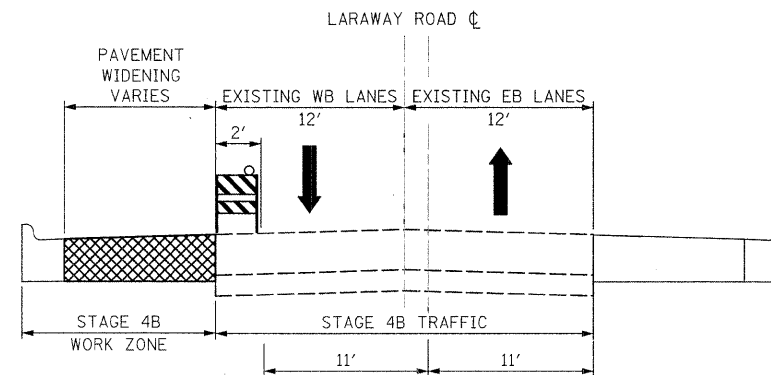 LARAWAY ROAD ℄
PAVEMENT
WIDENING
VARIES
EXISTING WB LANES
EXISTING EB LANES
12'
12'
2'
STAGE 4B
WORK ZONE
STAGE 4B TRAFFIC
11'
11'